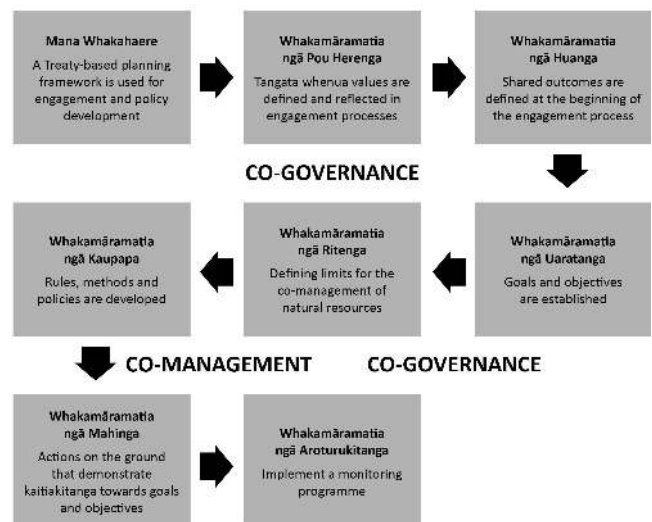 Mana Whakahaere
A Treaty-based planning
framework is used for
engagement and policy
development
Whakamāramatia
ngā Pou Herenga
Tangata whenua values are
defined and reflected in
engagement processes
Whakamāramatia
ngā Huanga
Shared outcomes are
defined at the beginning of
the engagement process
CO-GOVERNANCE
Whakamāramatia
ngā Uaratanga
Goals and objectives
are established
Whakamāramatia
ngā Ritenga
Defining limits for the
co-management of
natural resources
Whakamāramatia
ngā Kaupapa
Rules, methods and
policies are developed
CO-MANAGEMENT
CO-GOVERNANCE
Whakamāramatia
ngā Mahinga
Actions on the ground
that demonstrate
kaitiakitanga towards goals
and objectives
Whakamāramatia
ngā Aroturukitanga
Implement a monitoring
programme